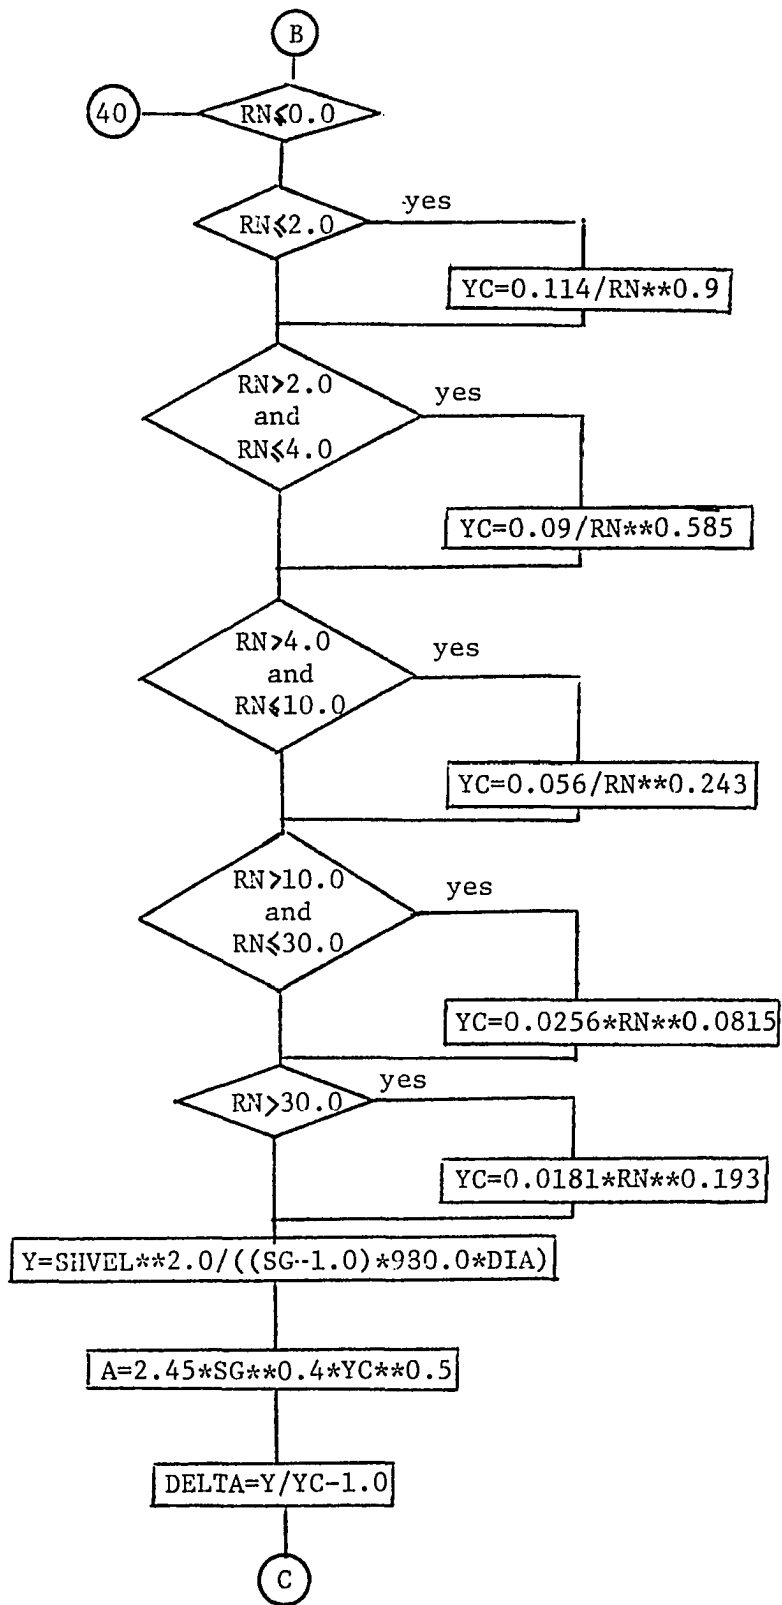 B
40
RN≤0.0
RN≤2.0
yes
YC=0.114/RN**0.9
RN>2.0
and
RN≤4.0
yes
YC=0.09/RN**0.585
RN>4.0
and
RN≤10.0
yes
YC=0.056/RN**0.243
RN>10.0
and
RN≤30.0
yes
YC=0.0256*RN**0.0815
RN>30.0
yes
YC=0.0181*RN**0.193
Y=SHVEL**2.0/((SG-1.0)*980.0*DIA)
A=2.45*SG**0.4*YC**0.5
DELTA=Y/YC-1.0
C